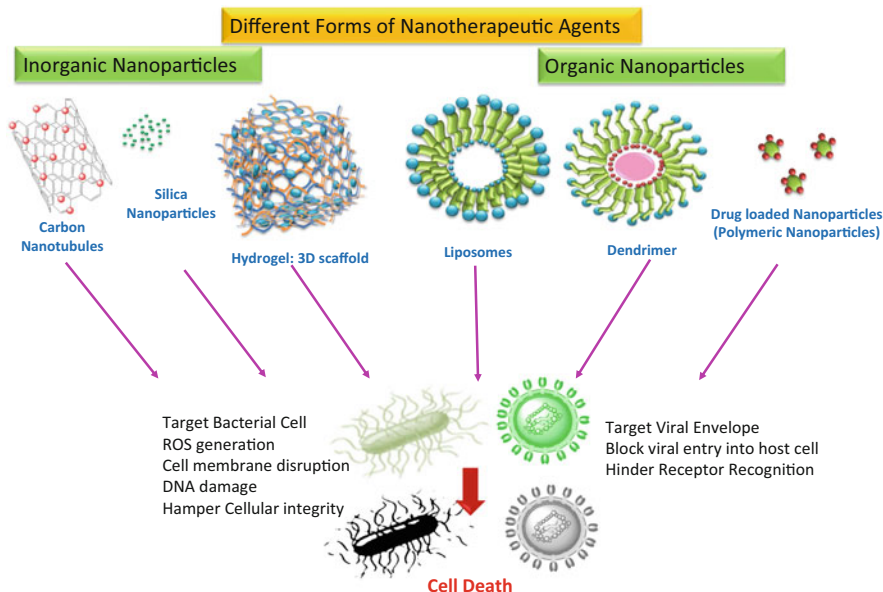 Different Forms of Nanotherapeutic Agents
Inorganic Nanoparticles
Organic Nanoparticles
Carbon
Nanotubules
Silica
Nanoparticles
Hydrogel: 3D scaffold
Liposomes
Dendrimer
Drug loaded Nanoparticles
(Polymeric Nanoparticles)
Target Bacterial Cell
ROS generation
Cell membrane disruption
DNA damage
Hamper Cellular integrity
Target Viral Envelope
Block viral entry into host cell
Hinder Receptor Recognition
Cell Death